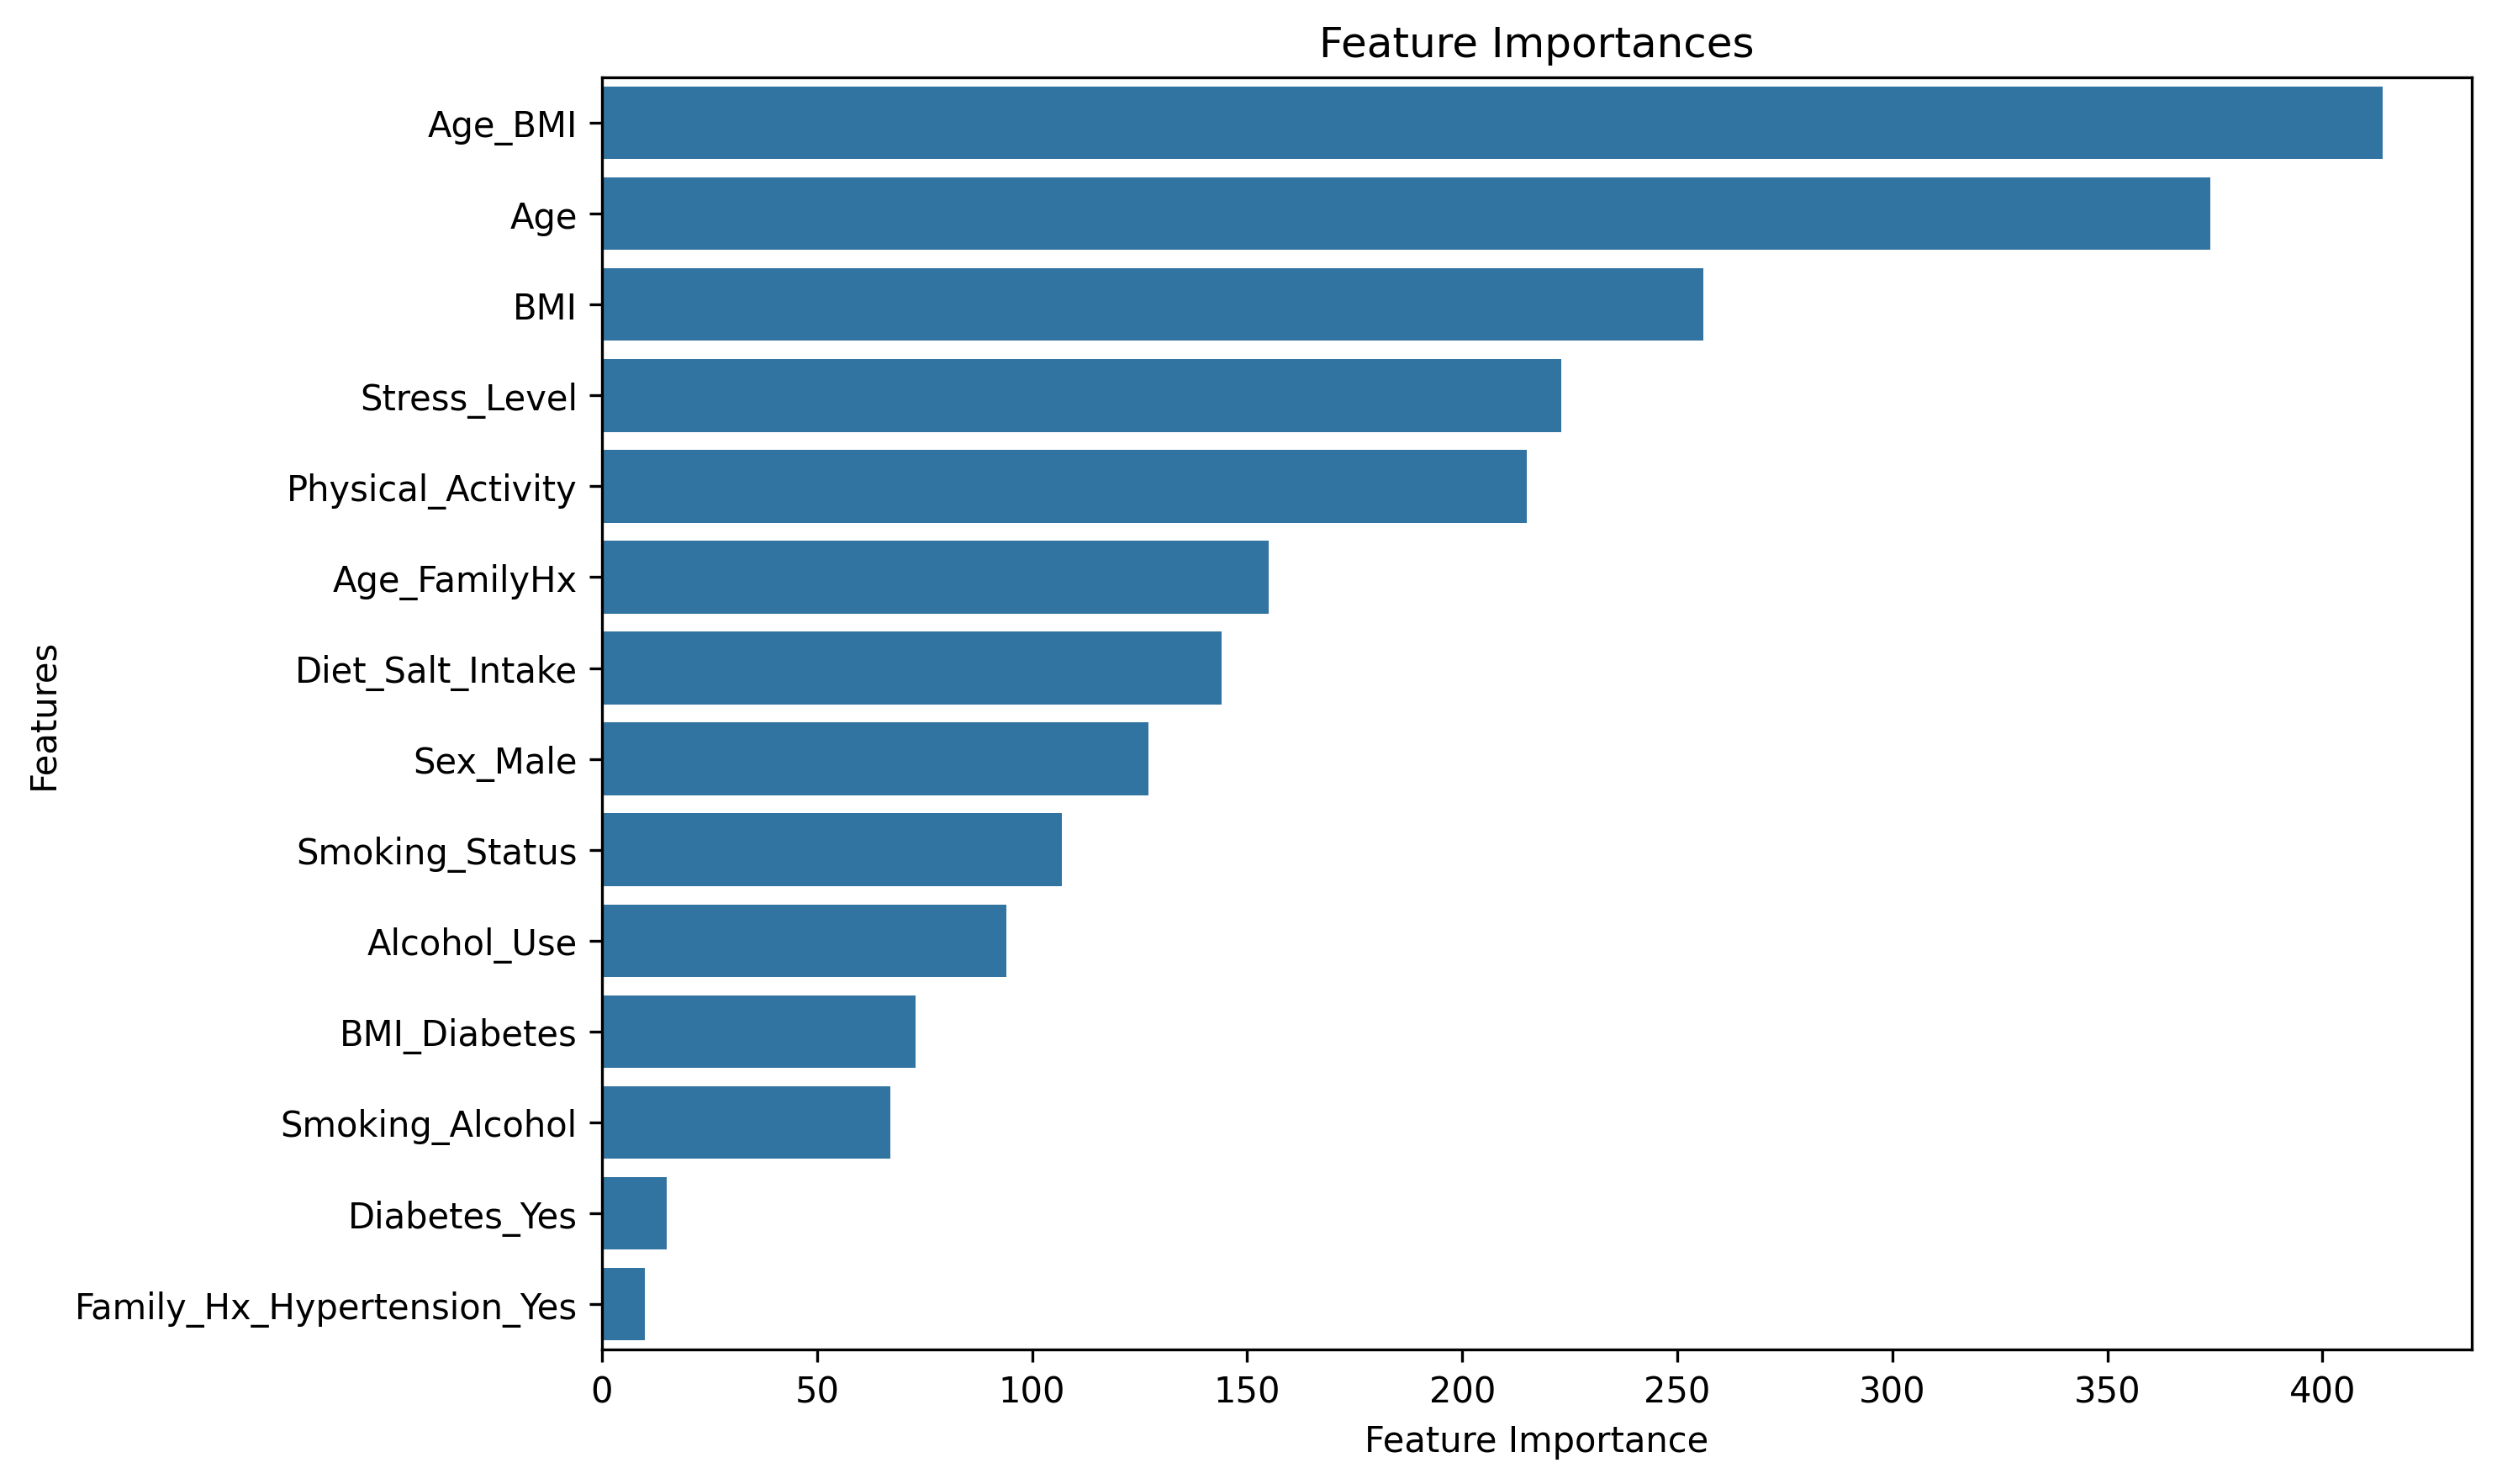 Feature Importances
Age_BMI
Age
BMI
Stress_Level
Physical_Activity
Age_FamilyHx
Diet_Salt_Intake
Sex_Male
Smoking_Status
Alcohol_Use
BMI_Diabetes
Smoking_Alcohol
Diabetes_Yes
Family_Hx_Hypertension_Yes
Features
0 50 100 150 200 250 300 350 400
Feature Importance